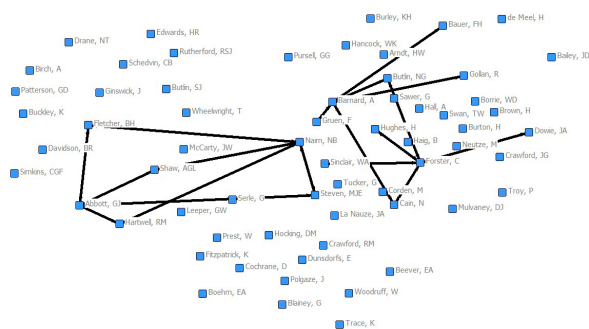 Burley, KH
de Meel, H
Bauer, FH
Edwards, HR
Drane, NT
Hancock, WK
Rutherford, RSJ
Arndt, HW
Pursell, GG
Bailey, JD
Schedvin, CB
Birch, A
Gollan, R
Butlin, NG
Butlin, SJ
Patterson, GD
Ginswick, J
Sawer, G
Barnard, A
Borrie, WD
Hall, A
Brown, H
Buckley, K
Wheelwright, T
Swan, TW
Gruen, F
Fletcher, BH
Hughes, H
Burton, H
Dowie, JA
Nairn, NB
Haig, B
Neutze, M
Davidson, BR
McCarty, JW
Crawford, JG
Sinclair, WA
Forster, C
Shaw, AGL
Simkins, CGF
Tucker, G
Corden, M
Troy, P
Steven, MJE
Serle, G
Abbott, GJ
Cain, N
Mulvaney, DJ
Leeper, GW
La Nauze, JA
Hartwell, RM
Hocking, DM
Prest, W
Crawford, RM
Fitzpatrick, K
Dunsdorfs, E
Cochrane, D
Beever, EA
Polgaze, J
Boehm, EA
Woodruff, W
Blainey, G
Trace, K